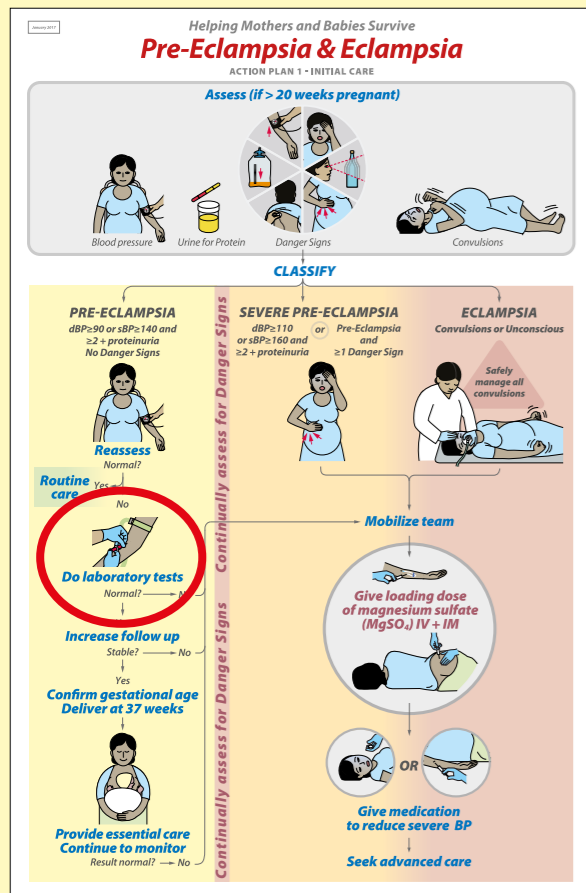 January 2017
Helping Mothers and Babies Survive
Pre-Eclampsia & Eclampsia
ACTION PLAN 1 - INITIAL CARE
Assess (if > 20 weeks pregnant)
Blood pressure
Urine for Protein
Danger Signs
Convulsions
CLASSIFY
PRE-ECLAMPSIA
dBP≥90 or sBP≥140 and
≥2 + proteinuria
No Danger Signs
Reassess
Normal?
Routine
care
Yes
No
Do laboratory tests
Normal?
Increase follow up
Stable?
No
Yes
Confirm gestational age
Deliver at 37 weeks
Provide essential care
Continue to monitor
Result normal?
No
Continually assess for Danger Signs
Continually assess for Danger Signs
SEVERE PRE-ECLAMPSIA
dBP≥110
or sBP≥160 and
≥2 + proteinuria
or
Pre-Eclampsia
and
≥1 Danger Sign
ECLAMPSIA
Convulsions or Unconscious
Safely
manage all
convulsions
Mobilize team
Give loading dose
of magnesium sulfate
(MgSO₄) IV + IM
OR
Give medication
to reduce severe BP
Seek advanced care